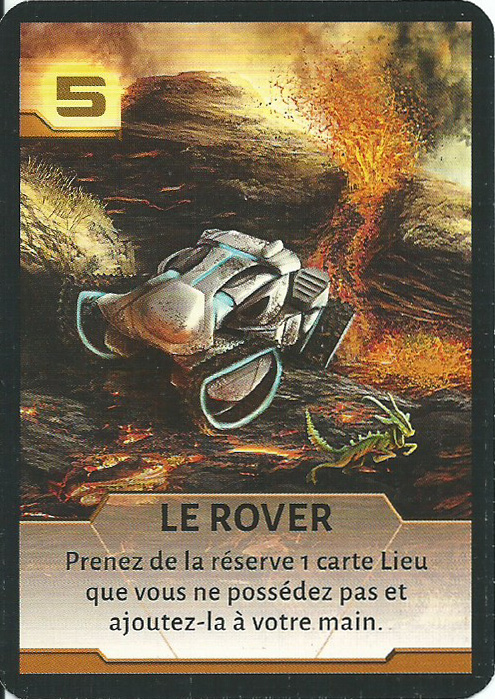 5
LE ROVER
Prenez de la réserve 1 carte Lieu
que vous ne possédez pas et
ajoutez-la à votre main.